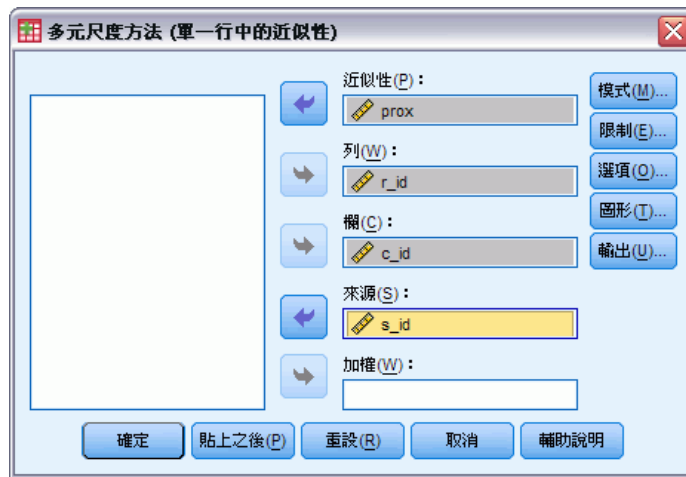 多元尺度方法 (單一行中的近似性)
近似性(P)：
prox
列(W)：
r_id
欄(C)：
c_id
來源(S)：
s_id
加權(W)：
模式(M)...
限制(E)...
選項(O)...
圖形(T)...
輸出(U)...
確定
貼上之後(P)
重設(R)
取消
輔助說明